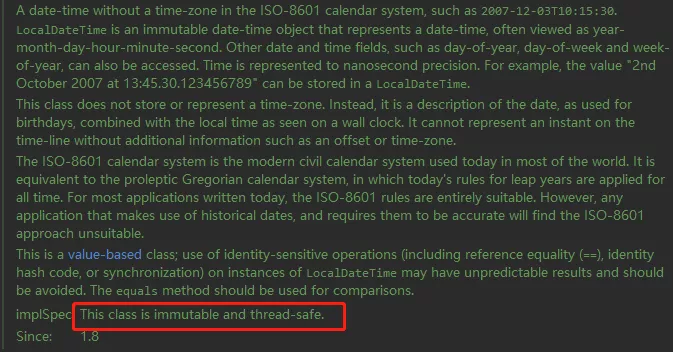 A date-time without a time-zone in the ISO-8601 calendar system, such as 2007-12-03T10:15:30.
LocalDateTime is an immutable date-time object that represents a date-time, often viewed as year-
month-day-hour-minute-second. Other date and time fields, such as day-of-year, day-of-week and week-
of-year, can also be accessed. Time is represented to nanosecond precision. For example, the value "2nd
October 2007 at 13:45.30.123456789" can be stored in a LocalDateTime.
This class does not store or represent a time-zone. Instead, it is a description of the date, as used for
birthdays, combined with the local time as seen on a wall clock. It cannot represent an instant on the
time-line without additional information such as an offset or time-zone.
The ISO-8601 calendar system is the modern civil calendar system used today in most of the world. It is
equivalent to the proleptic Gregorian calendar system, in which today's rules for leap years are applied for
all time. For most applications written today, the ISO-8601 rules are entirely suitable. However, any
application that makes use of historical dates, and requires them to be accurate will find the ISO-8601
approach unsuitable.
This is a value-based class; use of identity-sensitive operations (including reference equality (==), identity
hash code, or synchronization) on instances of LocalDateTime may have unpredictable results and should
be avoided. The equals method should be used for comparisons.
implSpec This class is immutable and thread-safe.
Since: 1.8